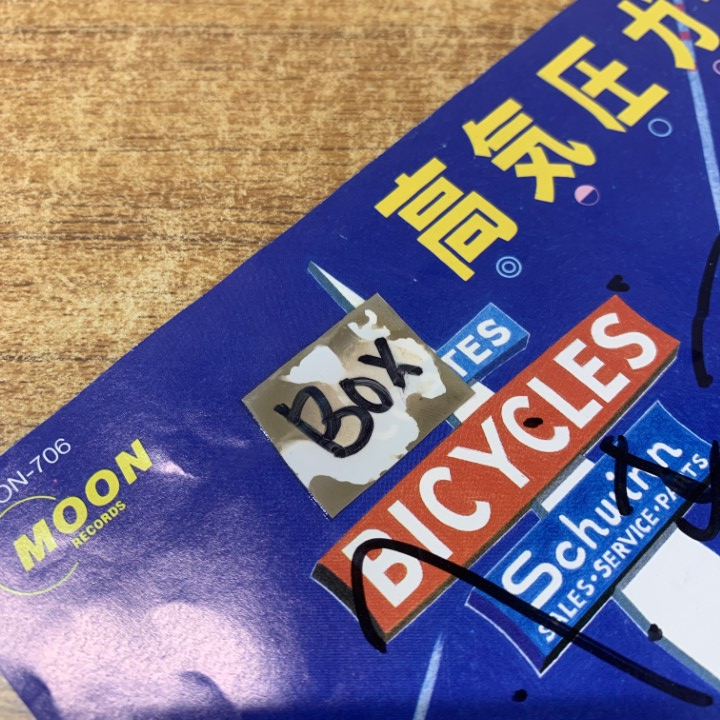 高気圧ガ
Box
TES
BICYCLES
Schwinn
SALES·SERVICE·PARTS
ON-706
MOON
RECORDS